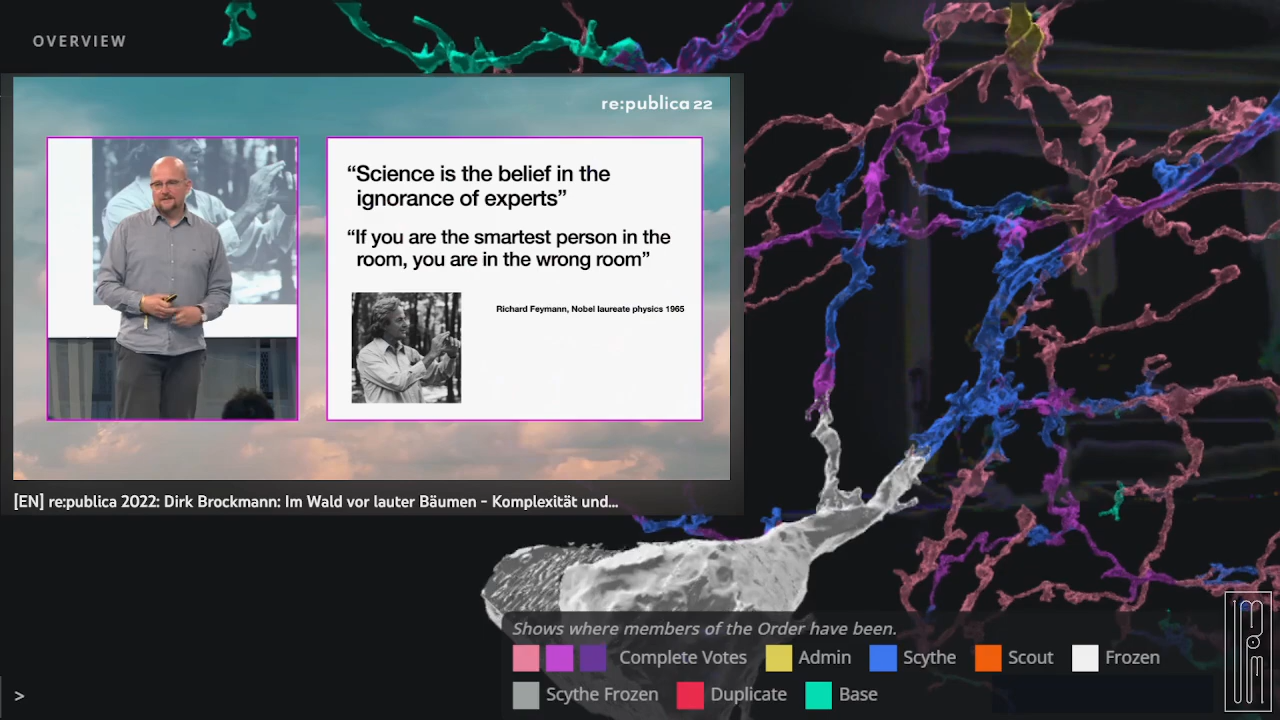 OVERVIEW
re:publica 22
“Science is the belief in the
ignorance of experts”
“If you are the smartest person in the
room, you are in the wrong room”
Richard Feymann, Nobel laureate physics 1965
[EN] re:publica 2022: Dirk Brockmann: Im Wald vor lauter Bäumen - Komplexität und...
Shows where members of the Order have been.
Complete Votes Admin Scythe Scout Frozen
Scythe Frozen Duplicate Base
>